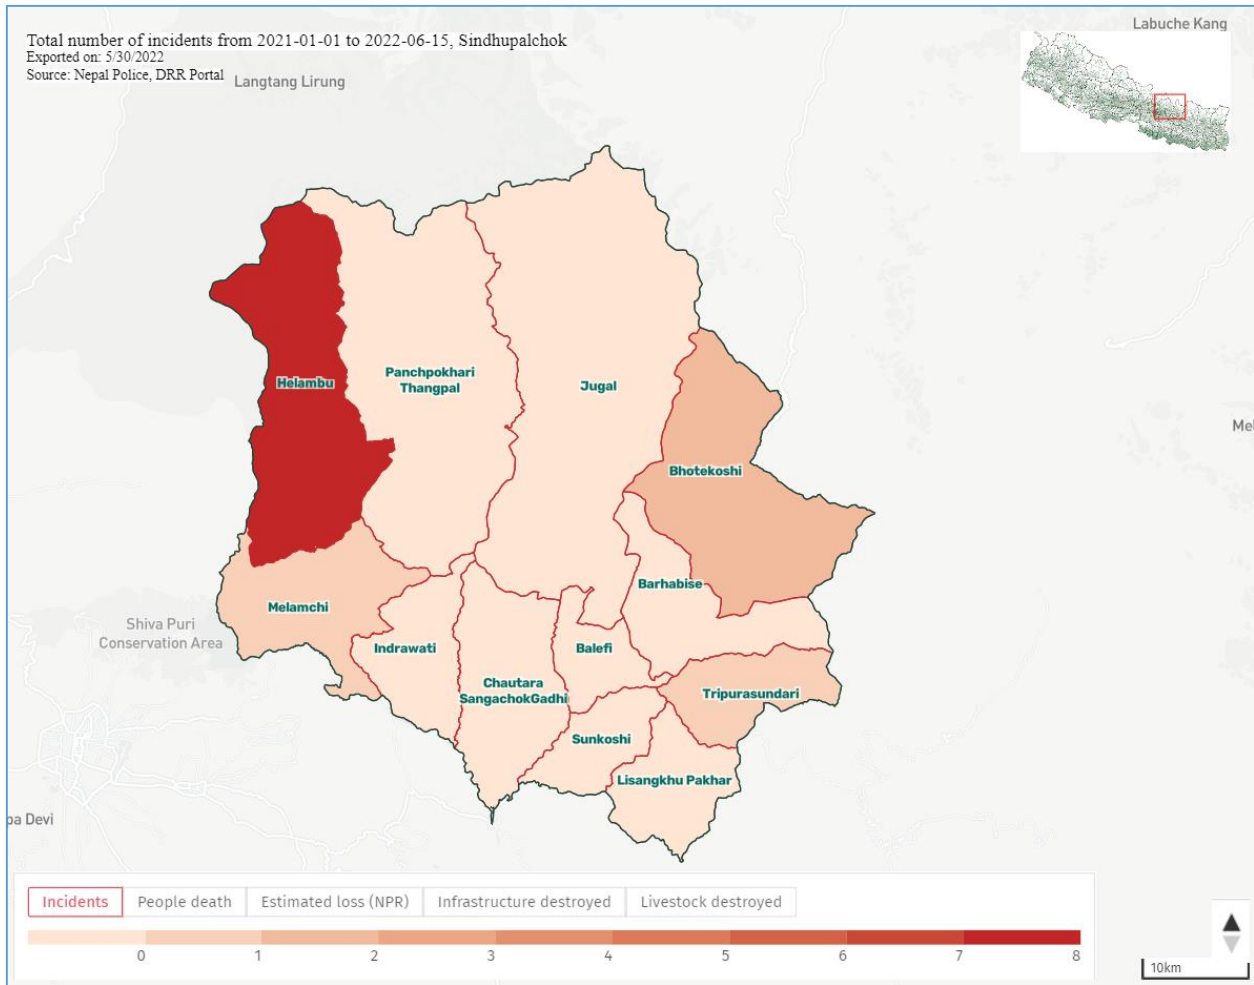 Labuche Kang
Total number of incidents from 2021-01-01 to 2022-06-15, Sindhupalchok
Exported on: 5/30/2022
Source: Nepal Police, DRR Portal
Langtang Lirung
Helambu
Panchpokhari
Thangpal
Jugal
Mel
Bhotekoshi
Barhabise
Melamchi
Shiva Puri
Conservation Area
Indrawati
Balefi
Chautara
SangachokGadhi
Tripurasundari
Sunkoshi
Lisangkhu Pakhar
pa Devi
Incidents People death Estimated loss (NPR) Infrastructure destroyed Livestock destroyed
0 1 2 3 4 5 6 7 8
10km